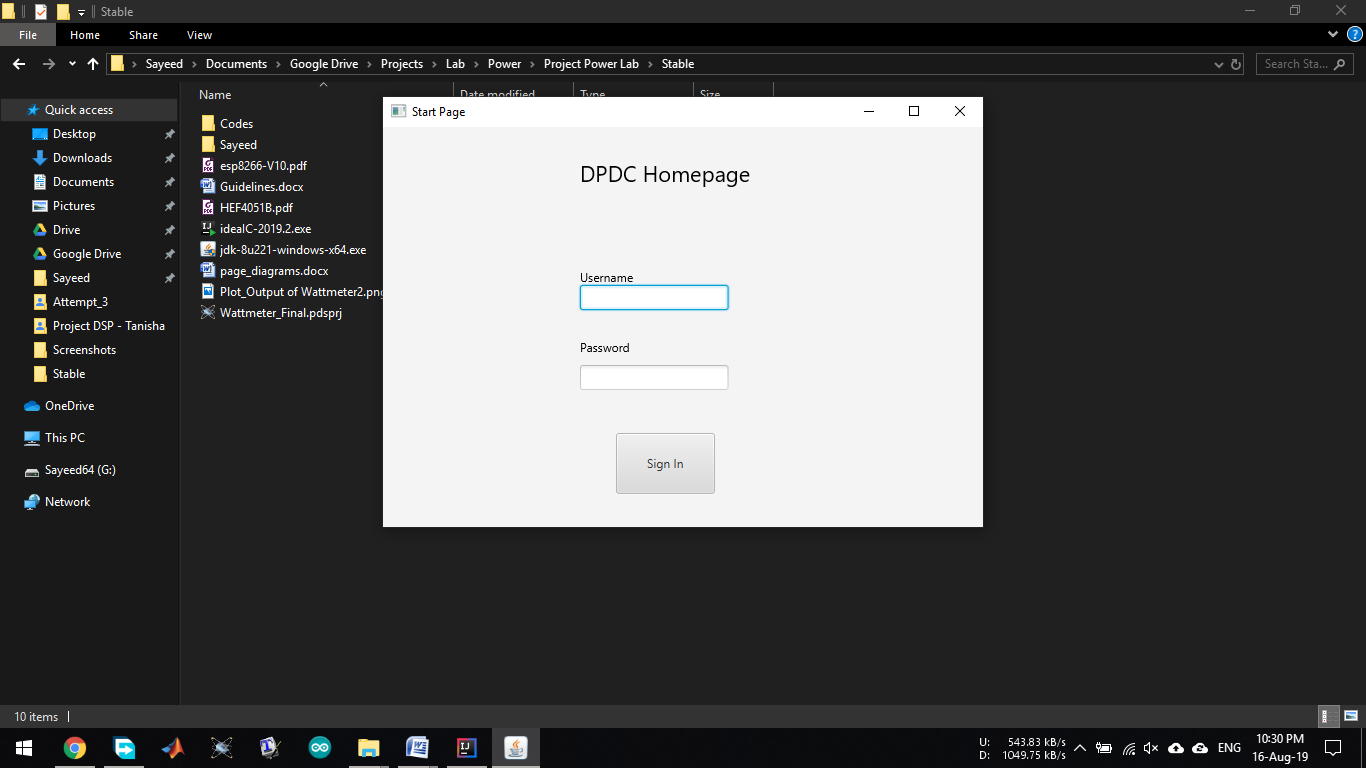 Stable
File Home Share View
Sayeed Documents Google Drive Projects Lab Power Project Power Lab Stable
Search Sta...
Quick access
Desktop
Downloads
Documents
Pictures
Drive
Google Drive
Sayeed
Attempt_3
Project DSP - Tanisha
Screenshots
Stable
OneDrive
This PC
Sayeed64 (G:)
Network
Name Date modified Type Size
Codes
Sayeed
esp8266-V10.pdf
Guidelines.docx
HEF4051B.pdf
idealC-2019.2.exe
jdk-8u221-windows-x64.exe
page_diagrams.docx
Plot_Output of Wattmeter2.png
Wattmeter_Final.pdsprj
Start Page
DPDC Homepage
Username
Password
Sign In
10 items
U: 543.83 kB/s
D: 1049.75 kB/s
ENG
10:30 PM
16-Aug-19